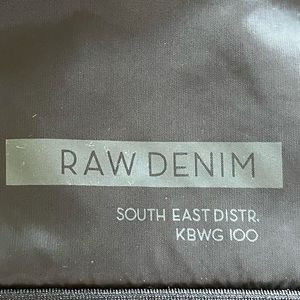 RAW DENIM
SOUTH EAST DISTR.
KBWG 100